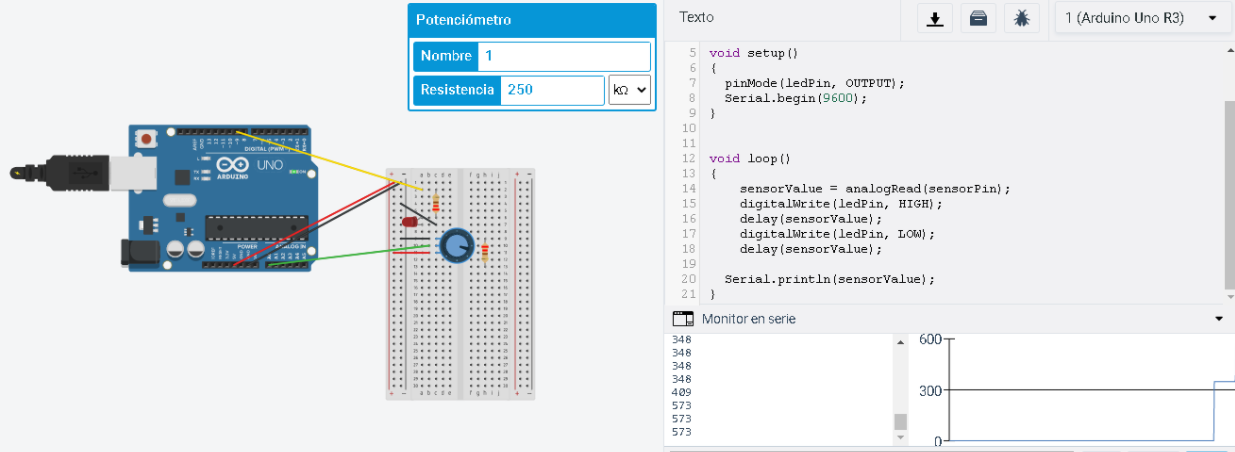 Potenciómetro
Nombre 1
Resistencia 250 kΩ
DIGITAL (PWM~)
UNO
ARDUINO
POWER
ANALOG IN
a b c d e f g h i j
a b c d e f g h i j
Texto
1 (Arduino Uno R3)
5 void setup()
6 {
7 pinMode(ledPin, OUTPUT);
8 Serial.begin(9600);
9 }
10
11
12 void loop()
13 {
14 sensorValue = analogRead(sensorPin);
15 digitalWrite(ledPin, HIGH);
16 delay(sensorValue);
17 digitalWrite(ledPin, LOW);
18 delay(sensorValue);
19
20 Serial.println(sensorValue);
21 }
Monitor en serie
348
348
348
348
409
573
573
573
600
300
0